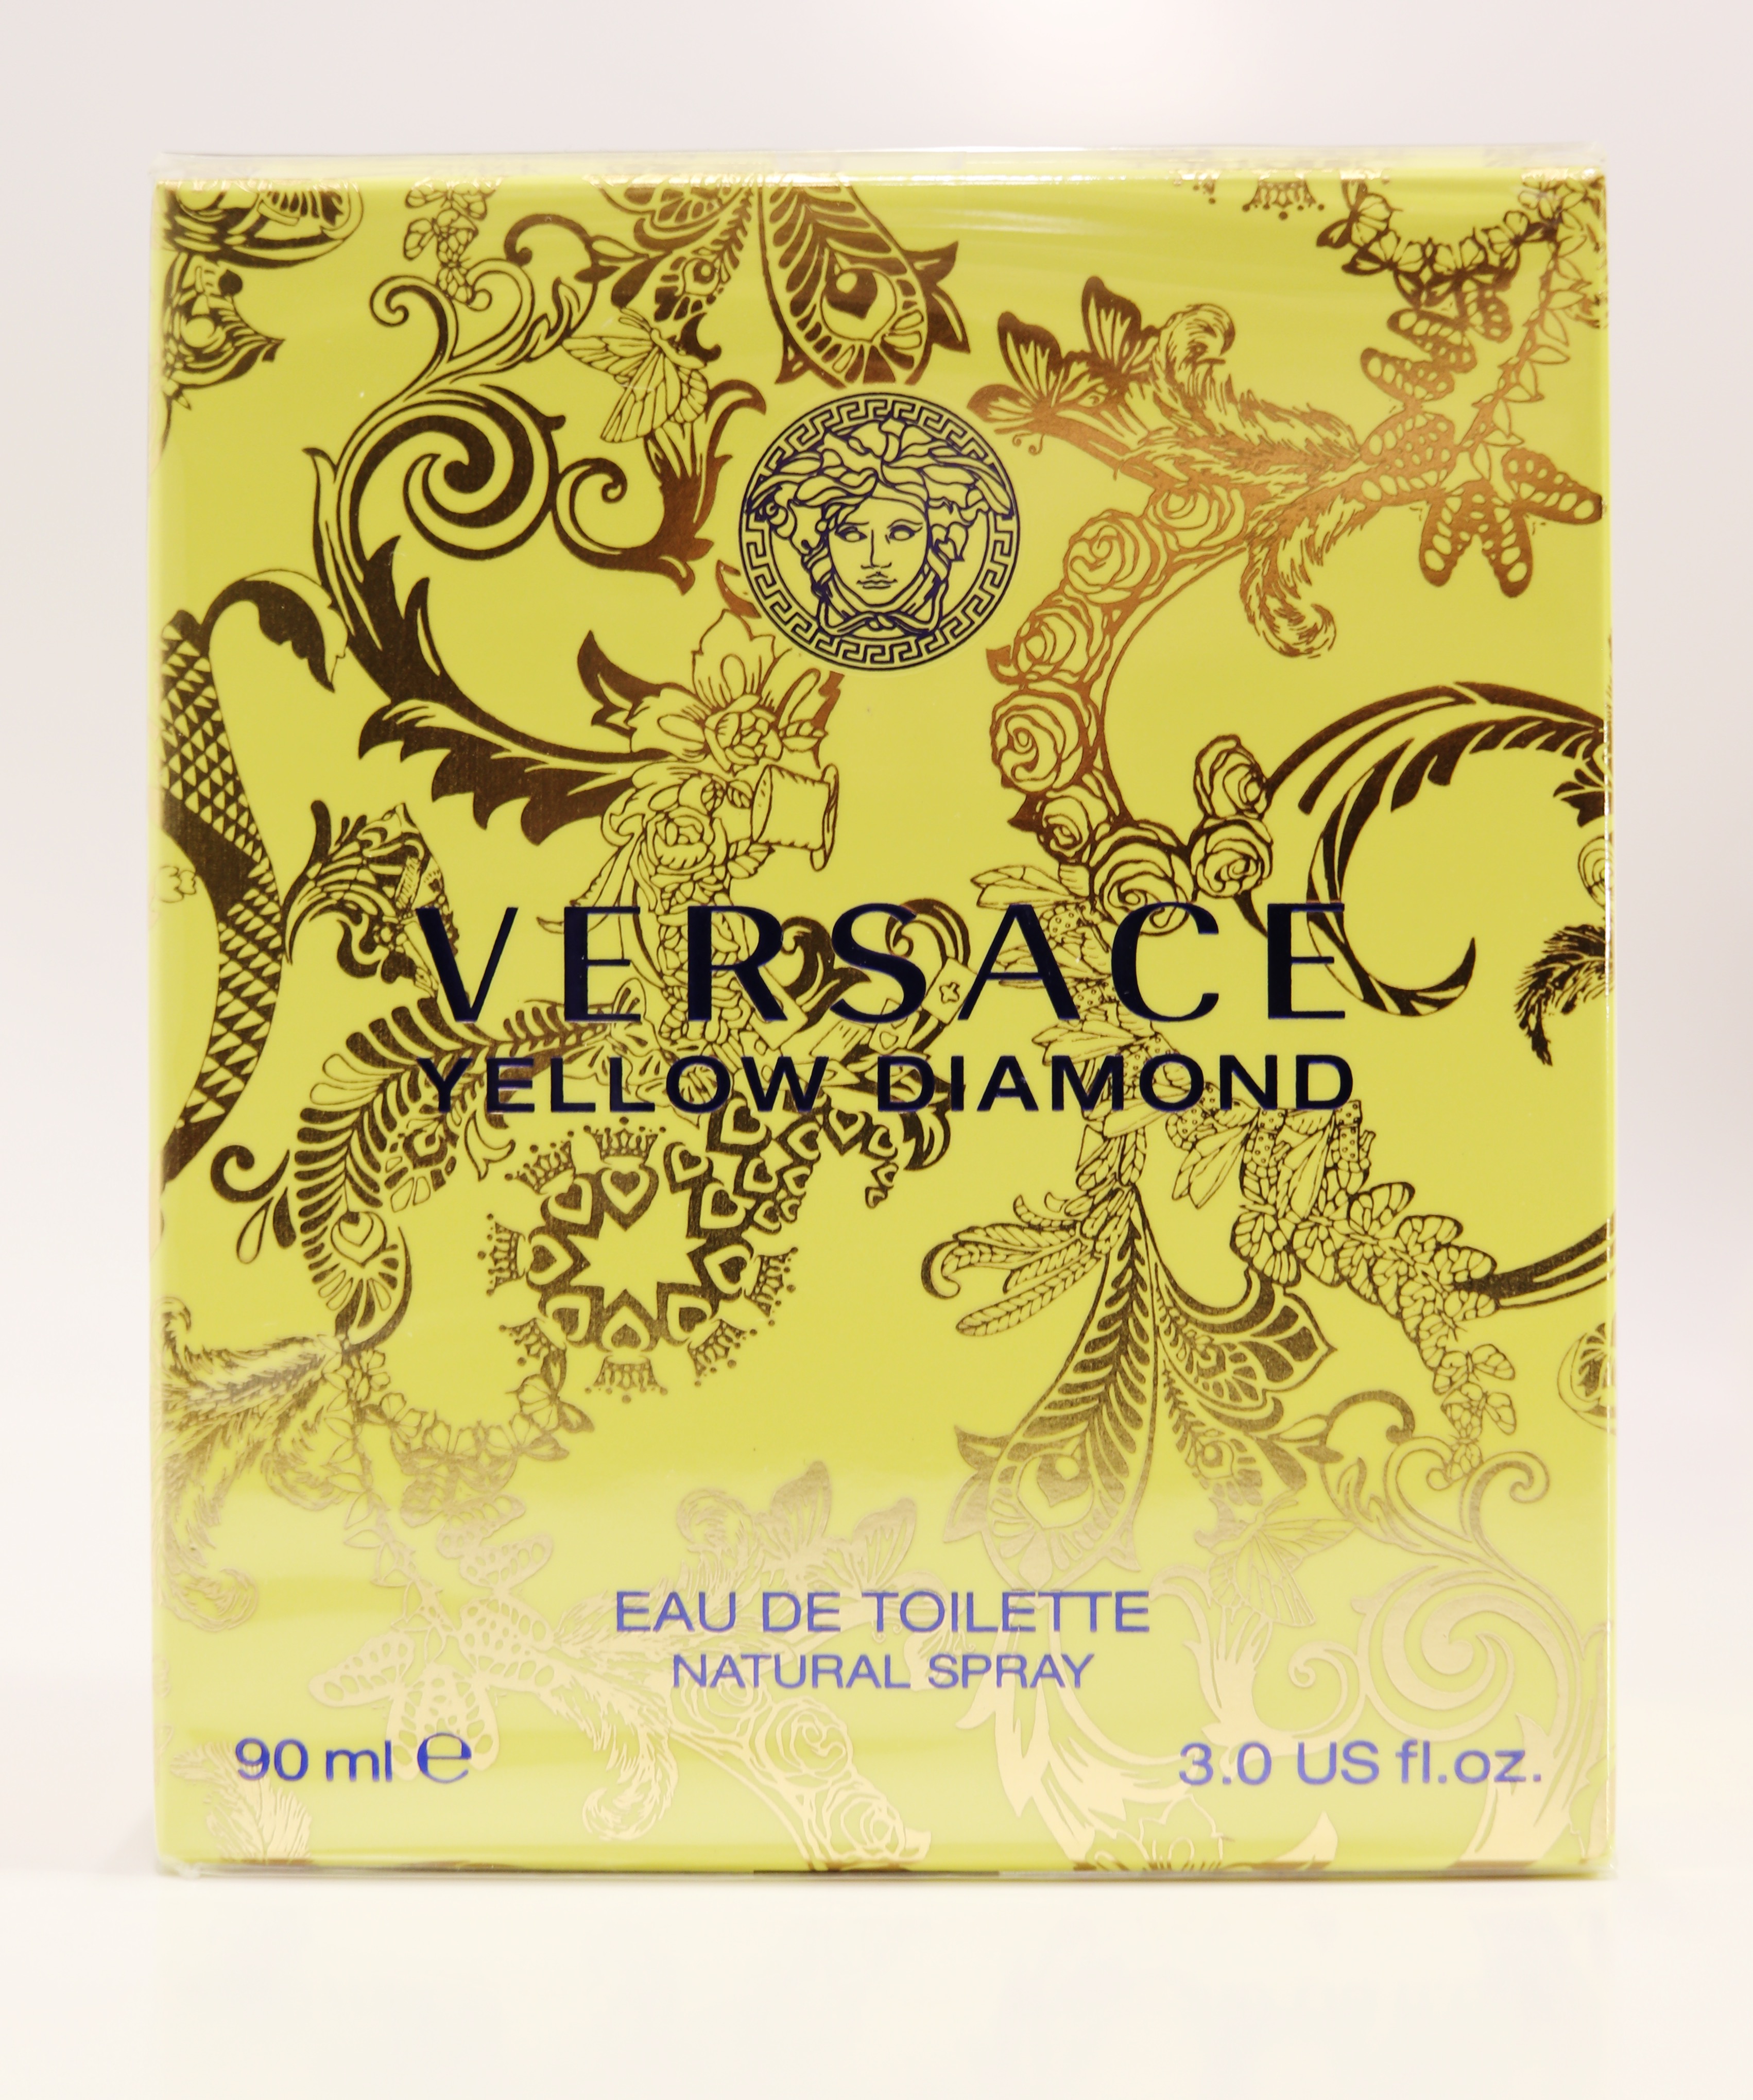 VERSACE
YELLOW DIAMOND
EAU DE TOILETTE
NATURAL SPRAY
90 ml ℮
3.0 US fl.oz.